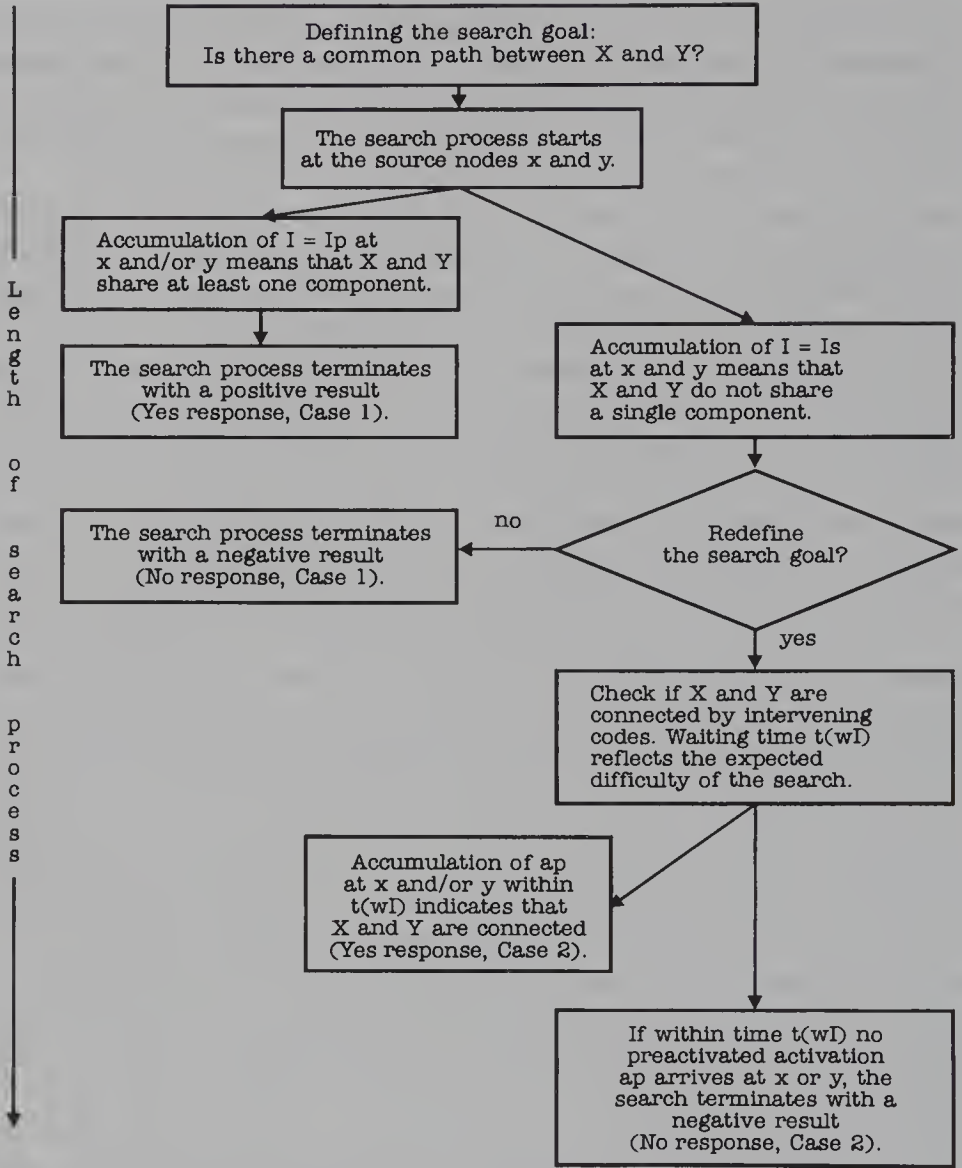 Defining the search goal:
Is there a common path between X and Y?
The search process starts
at the source nodes x and y.
Accumulation of I = Ip at
x and/or y means that X and Y
share at least one component.
The search process terminates
with a positive result
(Yes response, Case 1).
Accumulation of I = Is
at x and y means that
X and Y do not share
a single component.
Redefine
the search goal?
no
The search process terminates
with a negative result
(No response, Case 1).
yes
Check if X and Y are
connected by intervening
codes. Waiting time t(wI)
reflects the expected
difficulty of the search.
Accumulation of ap
at x and/or y within
t(wI) indicates that
X and Y are connected
(Yes response, Case 2).
If within time t(wI) no
preactivated activation
ap arrives at x or y, the
search terminates with a
negative result
(No response, Case 2).
Length of search process